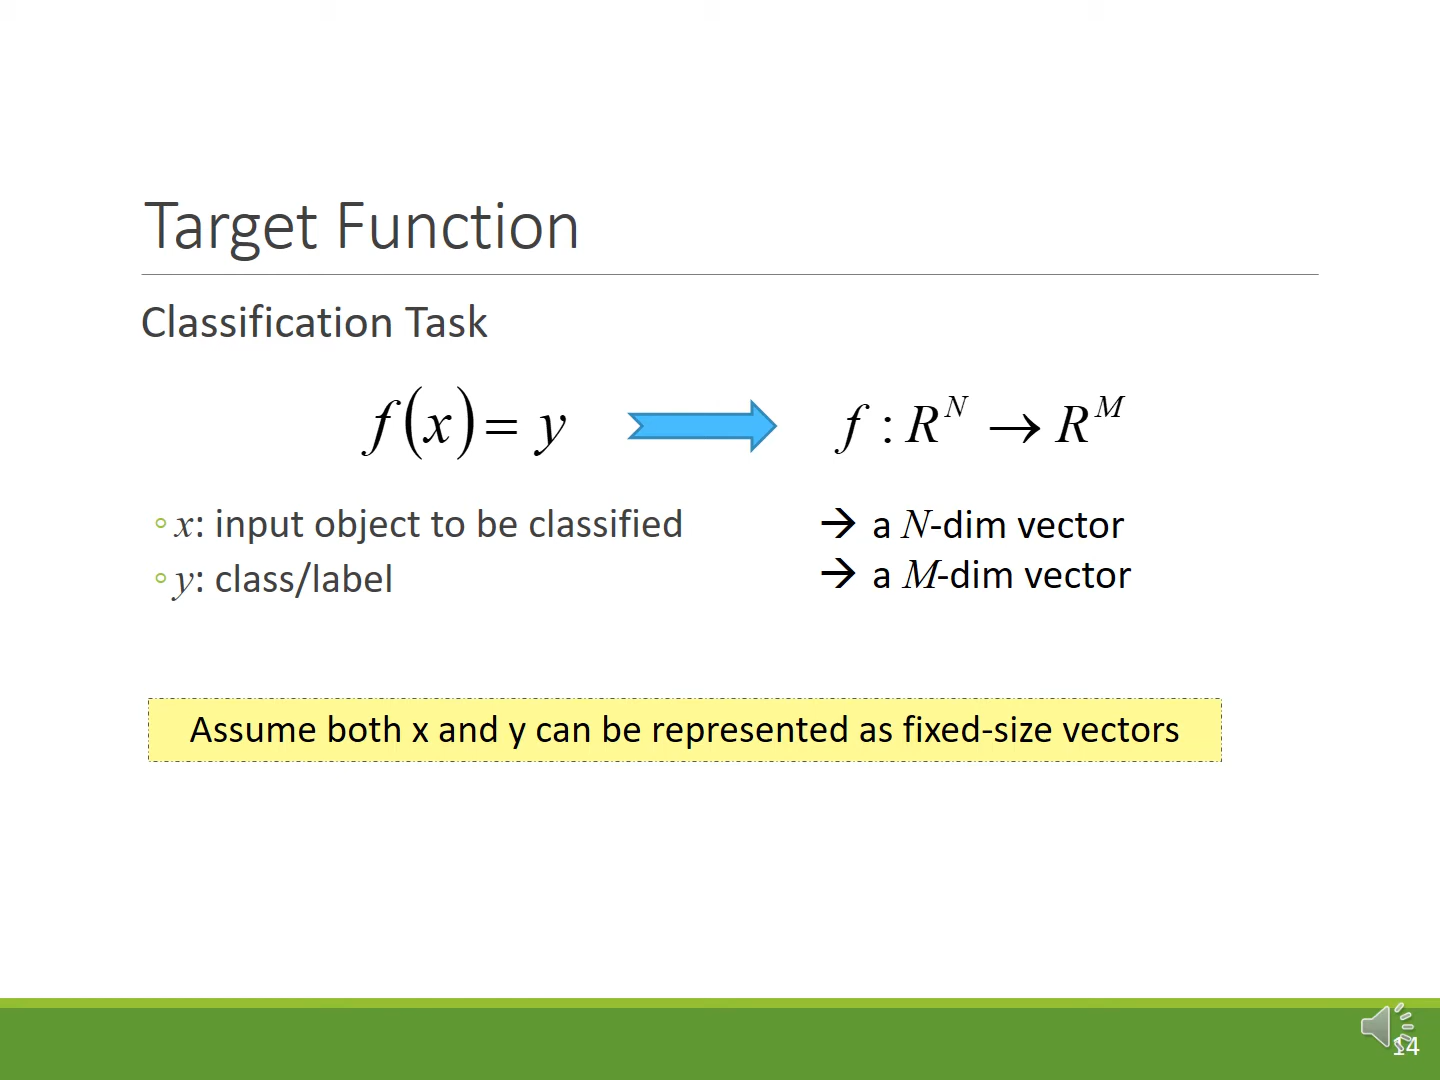 Target Function
Classification Task
f(x) = y
f : R^N → R^M
◦ x: input object to be classified → a N-dim vector
◦ y: class/label → a M-dim vector
Assume both x and y can be represented as fixed-size vectors
14